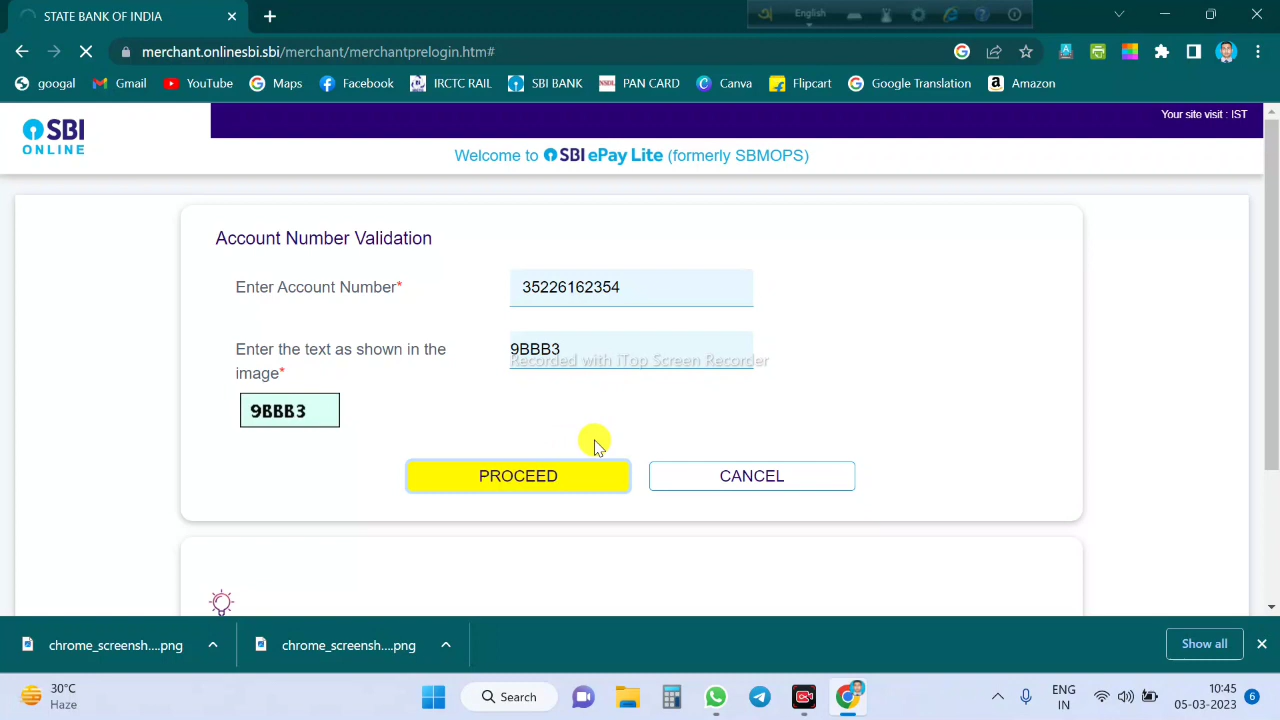 STATE BANK OF INDIA
English
merchant.onlinesbi.sbi/merchant/merchantprelogin.htm#
googal Gmail YouTube Maps Facebook IRCTC RAIL SBI BANK PAN CARD Canva Flipcart Google Translation Amazon
Your site visit : IST
SBI
ONLINE
Welcome to SBI ePay Lite (formerly SBMOPS)
Account Number Validation
Enter Account Number* 35226162354
Enter the text as shown in the image* 9BBB3
Recorded with iTop Screen Recorder
9BBB3
PROCEED CANCEL
chrome_screensh....png chrome_screensh....png Show all
30°C
Haze
Search
ENG
IN
10:45
05-03-2023
6